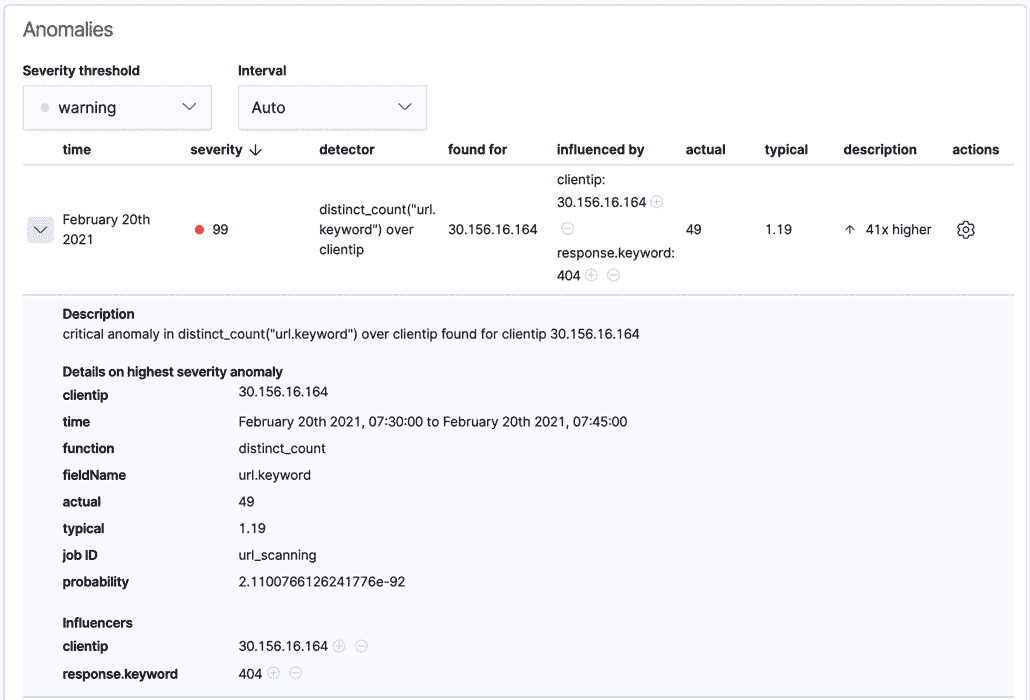 Anomalies
Severity threshold Interval
warning Auto
time severity detector found for influenced by actual typical description actions
clientip:
30.156.16.164
February 20th
2021
99
distinct_count("url.
keyword") over
clientip
30.156.16.164
49
1.19
41x higher
response.keyword:
404
Description
critical anomaly in distinct_count("url.keyword") over clientip found for clientip 30.156.16.164
Details on highest severity anomaly
clientip 30.156.16.164
time February 20th 2021, 07:30:00 to February 20th 2021, 07:45:00
function distinct_count
fieldName url.keyword
actual 49
typical 1.19
job ID url_scanning
probability 2.1100766126241776e-92
Influencers
clientip 30.156.16.164
response.keyword 404